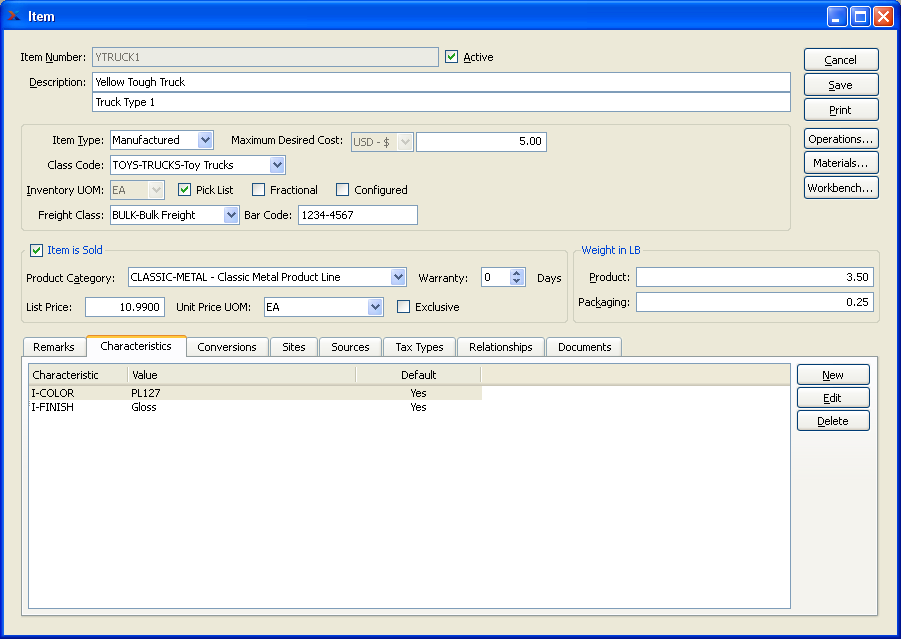 Item
Item Number: YTRUCK1 Active Cancel
Description: Yellow Tough Truck Save
Truck Type 1 Print
Item Type: Manufactured Maximum Desired Cost: USD - $ 5.00 Operations...
Class Code: TOYS-TRUCKS-Toy Trucks Materials...
Inventory UOM: EA Pick List Fractional Configured Workbench...
Freight Class: BULK-Bulk Freight Bar Code: 1234-4567
Item is Sold Weight in LB
Product Category: CLASSIC-METAL - Classic Metal Product Line Warranty: 0 Days Product: 3.50
List Price: 10.9900 Unit Price UOM: EA Exclusive Packaging: 0.25
Remarks Characteristics Conversions Sites Sources Tax Types Relationships Documents
Characteristic Value Default New
I-COLOR PL127 Yes Edit
I-FINISH Gloss Yes Delete